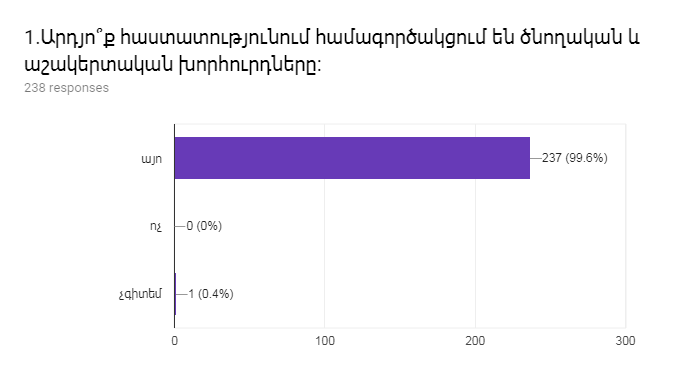 1.Արդյո՞ք հաստատությունում համագործակցում են ծնողական և
աշակերտական խորհուրդները:
238 responses
այո
237 (99.6%)
ոչ
0 (0%)
չգիտեմ
1 (0.4%)
0 100 200 300